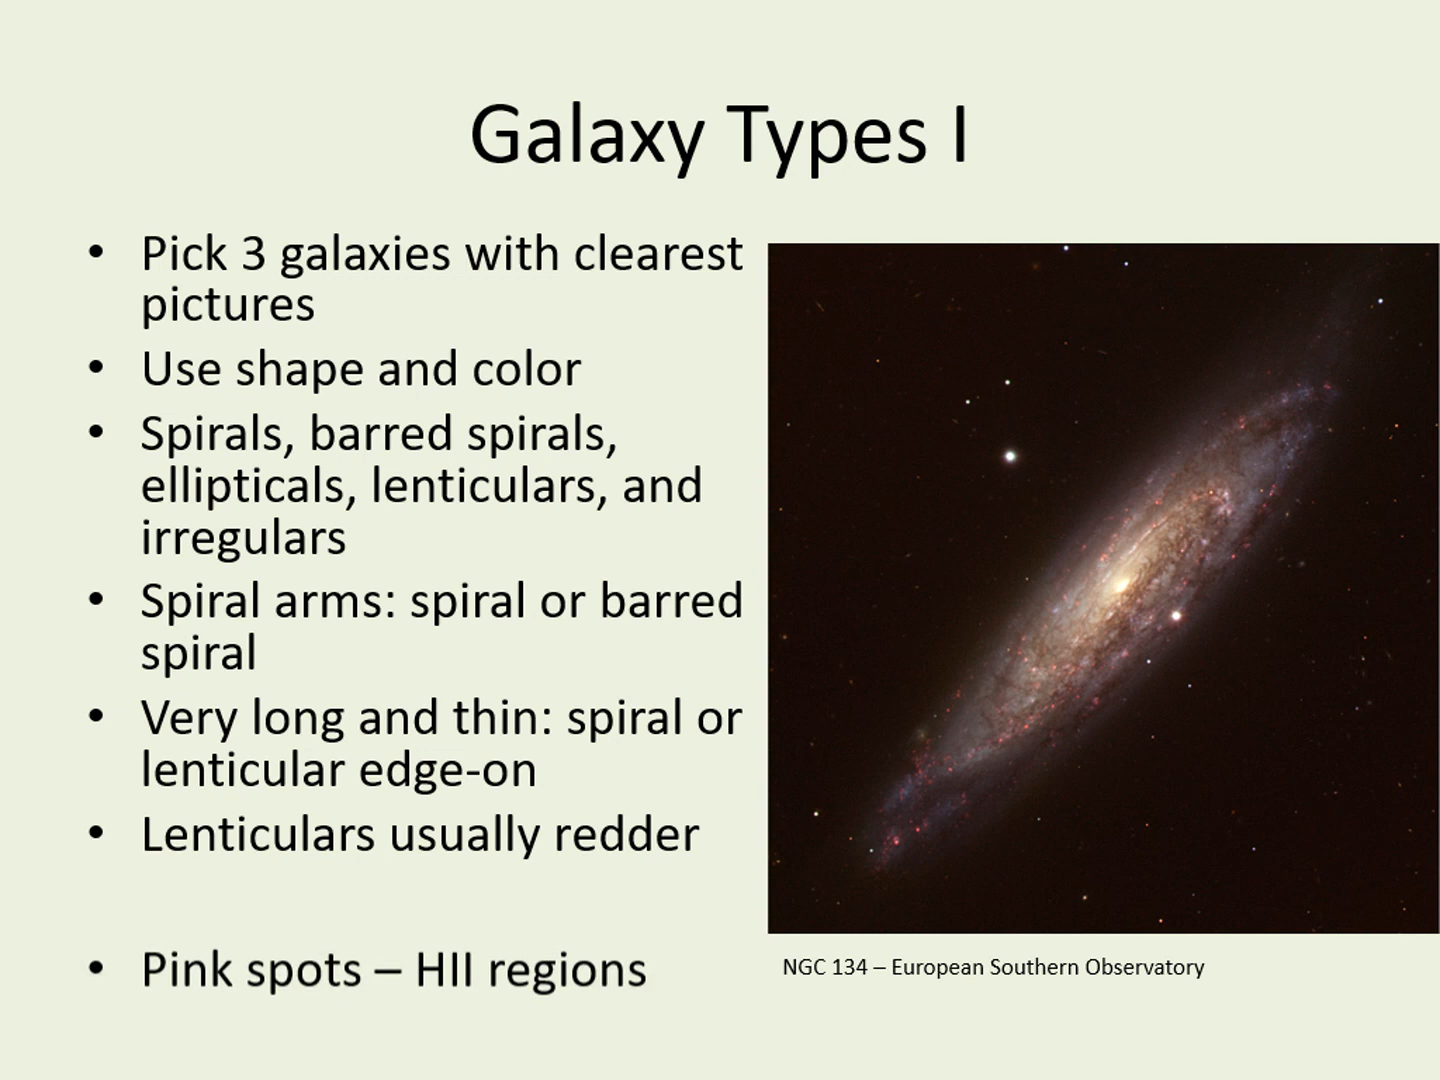 Galaxy Types I
• Pick 3 galaxies with clearest
pictures
• Use shape and color
• Spirals, barred spirals,
ellipticals, lenticulars, and
irregulars
• Spiral arms: spiral or barred
spiral
• Very long and thin: spiral or
lenticular edge-on
• Lenticulars usually redder
• Pink spots – HII regions
NGC 134 – European Southern Observatory